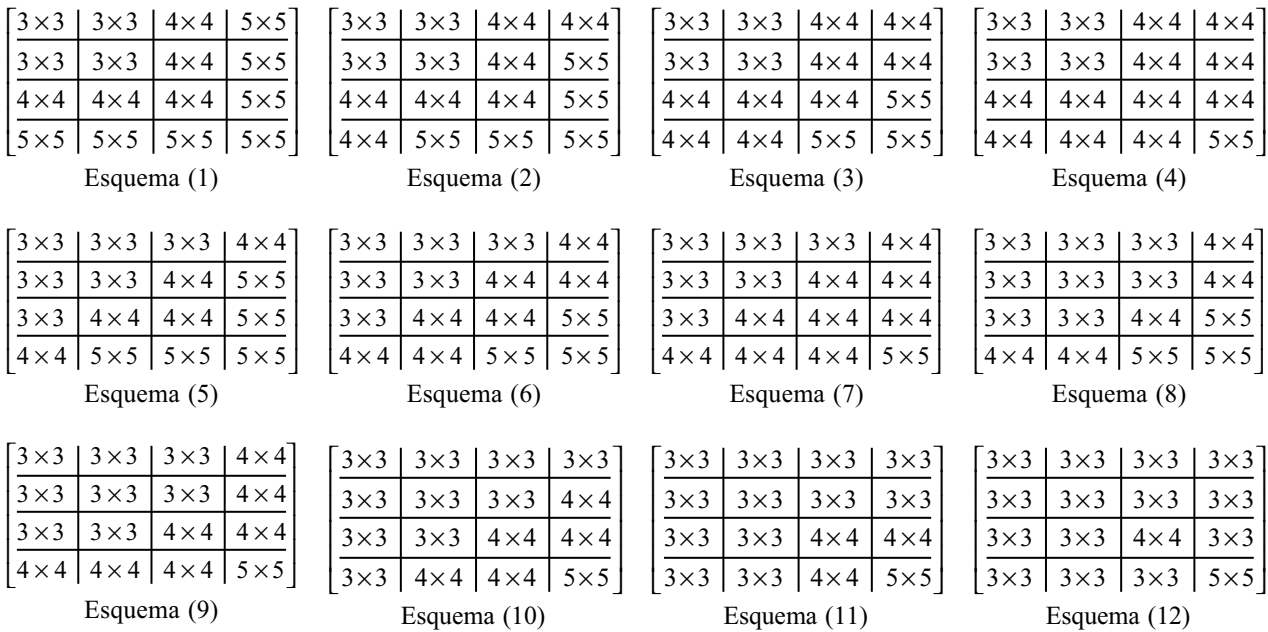 3×3 | 3×3 | 4×4 | 5×5
3×3 | 3×3 | 4×4 | 5×5
4×4 | 4×4 | 4×4 | 5×5
5×5 | 5×5 | 5×5 | 5×5
Esquema (1)
3×3 | 3×3 | 4×4 | 4×4
3×3 | 3×3 | 4×4 | 5×5
4×4 | 4×4 | 4×4 | 5×5
4×4 | 5×5 | 5×5 | 5×5
Esquema (2)
3×3 | 3×3 | 4×4 | 4×4
3×3 | 3×3 | 4×4 | 4×4
4×4 | 4×4 | 4×4 | 5×5
4×4 | 4×4 | 5×5 | 5×5
Esquema (3)
3×3 | 3×3 | 4×4 | 4×4
3×3 | 3×3 | 4×4 | 4×4
4×4 | 4×4 | 4×4 | 4×4
4×4 | 4×4 | 4×4 | 5×5
Esquema (4)
3×3 | 3×3 | 3×3 | 4×4
3×3 | 3×3 | 4×4 | 5×5
3×3 | 4×4 | 4×4 | 5×5
4×4 | 5×5 | 5×5 | 5×5
Esquema (5)
3×3 | 3×3 | 3×3 | 4×4
3×3 | 3×3 | 4×4 | 4×4
3×3 | 4×4 | 4×4 | 5×5
4×4 | 4×4 | 5×5 | 5×5
Esquema (6)
3×3 | 3×3 | 3×3 | 4×4
3×3 | 3×3 | 4×4 | 4×4
3×3 | 4×4 | 4×4 | 4×4
4×4 | 4×4 | 4×4 | 5×5
Esquema (7)
3×3 | 3×3 | 3×3 | 4×4
3×3 | 3×3 | 3×3 | 4×4
3×3 | 3×3 | 4×4 | 5×5
4×4 | 4×4 | 5×5 | 5×5
Esquema (8)
3×3 | 3×3 | 3×3 | 4×4
3×3 | 3×3 | 3×3 | 4×4
3×3 | 3×3 | 4×4 | 4×4
4×4 | 4×4 | 4×4 | 5×5
Esquema (9)
3×3 | 3×3 | 3×3 | 3×3
3×3 | 3×3 | 3×3 | 4×4
3×3 | 3×3 | 4×4 | 4×4
3×3 | 4×4 | 4×4 | 5×5
Esquema (10)
3×3 | 3×3 | 3×3 | 3×3
3×3 | 3×3 | 3×3 | 3×3
3×3 | 3×3 | 4×4 | 4×4
3×3 | 3×3 | 4×4 | 5×5
Esquema (11)
3×3 | 3×3 | 3×3 | 3×3
3×3 | 3×3 | 3×3 | 3×3
3×3 | 3×3 | 4×4 | 3×3
3×3 | 3×3 | 3×3 | 5×5
Esquema (12)